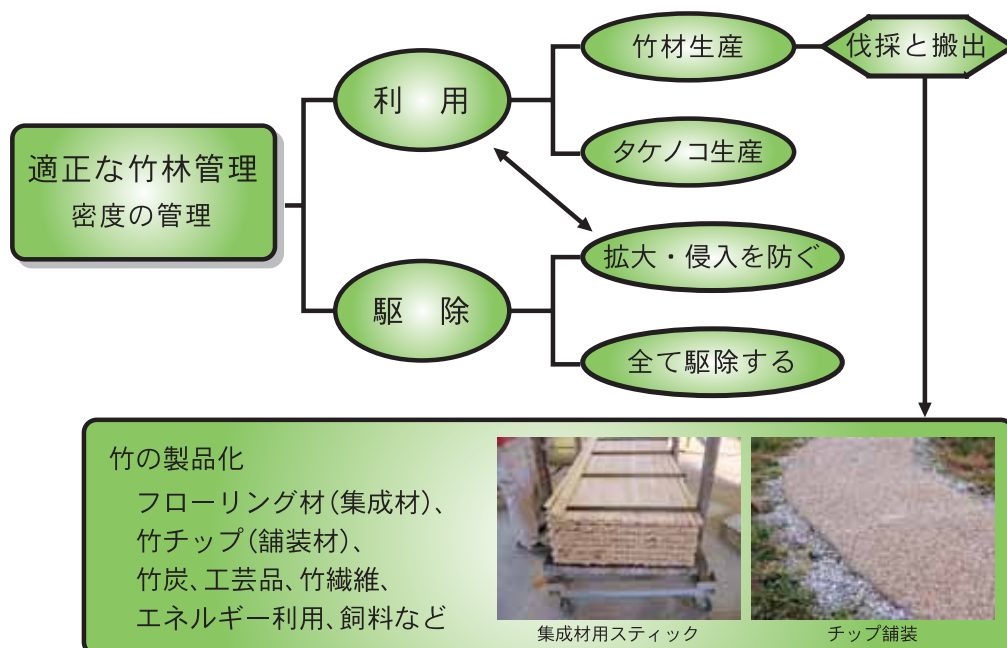 適正な竹林管理
密度の管理
利　用
竹材生産
伐採と搬出
タケノコ生産
駆　除
拡大・侵入を防ぐ
全て駆除する
竹の製品化
フローリング材(集成材)、
竹チップ(舗装材)、
竹炭、工芸品、竹繊維、
エネルギー利用、飼料など
集成材用スティック
チップ舗装